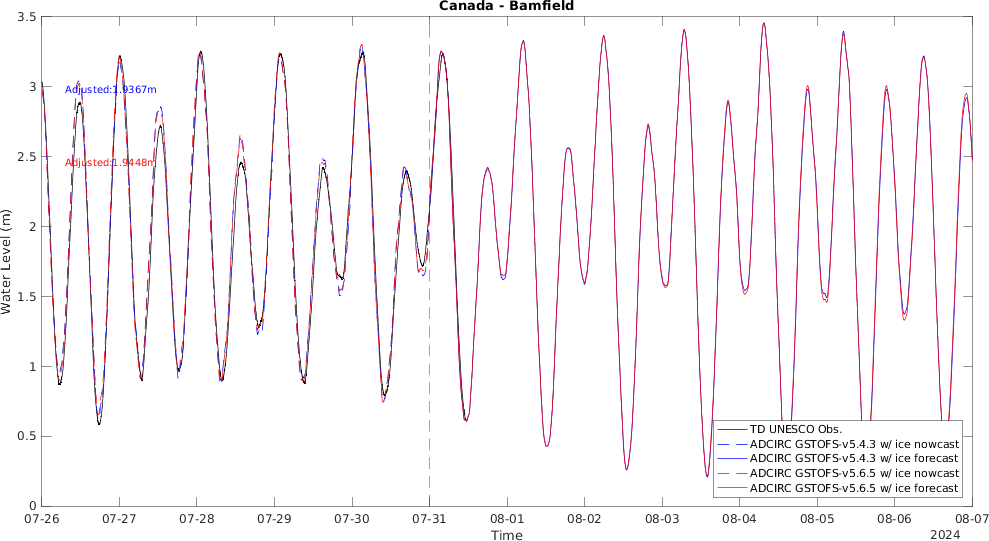 Canada - Bamfield
3.5
3
2.5
2
1.5
1
0.5
0
Water Level (m)
Adjusted:1.9367m
Adjusted:1.9448m
TD UNESCO Obs.
ADCIRC GSTOFS-v5.4.3 w/ ice nowcast
ADCIRC GSTOFS-v5.4.3 w/ ice forecast
ADCIRC GSTOFS-v5.6.5 w/ ice nowcast
ADCIRC GSTOFS-v5.6.5 w/ ice forecast
07-26 07-27 07-28 07-29 07-30 07-31 08-01 08-02 08-03 08-04 08-05 08-06 08-07
Time
2024